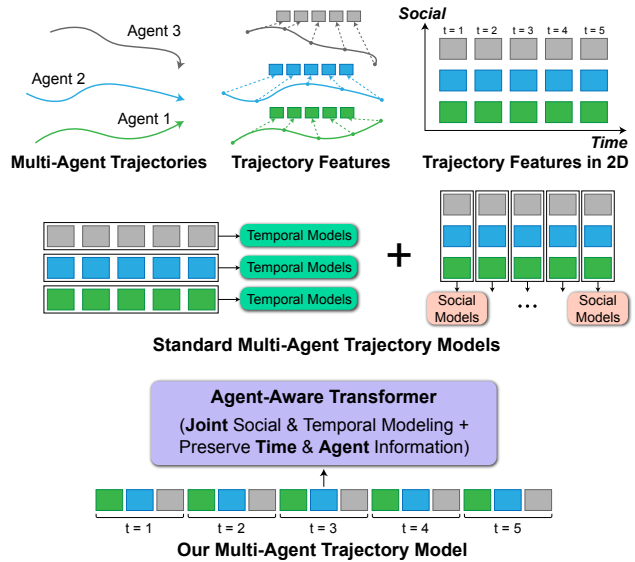 Agent 3
Agent 2
Agent 1
Multi-Agent Trajectories
Trajectory Features
Social
t = 1 t = 2 t = 3 t = 4 t = 5
Time
Trajectory Features in 2D
Temporal Models
Temporal Models
Temporal Models
+
Social Models
...
Social Models
Standard Multi-Agent Trajectory Models
Agent-Aware Transformer
(Joint Social & Temporal Modeling +
Preserve Time & Agent Information)
t = 1 t = 2 t = 3 t = 4 t = 5
Our Multi-Agent Trajectory Model